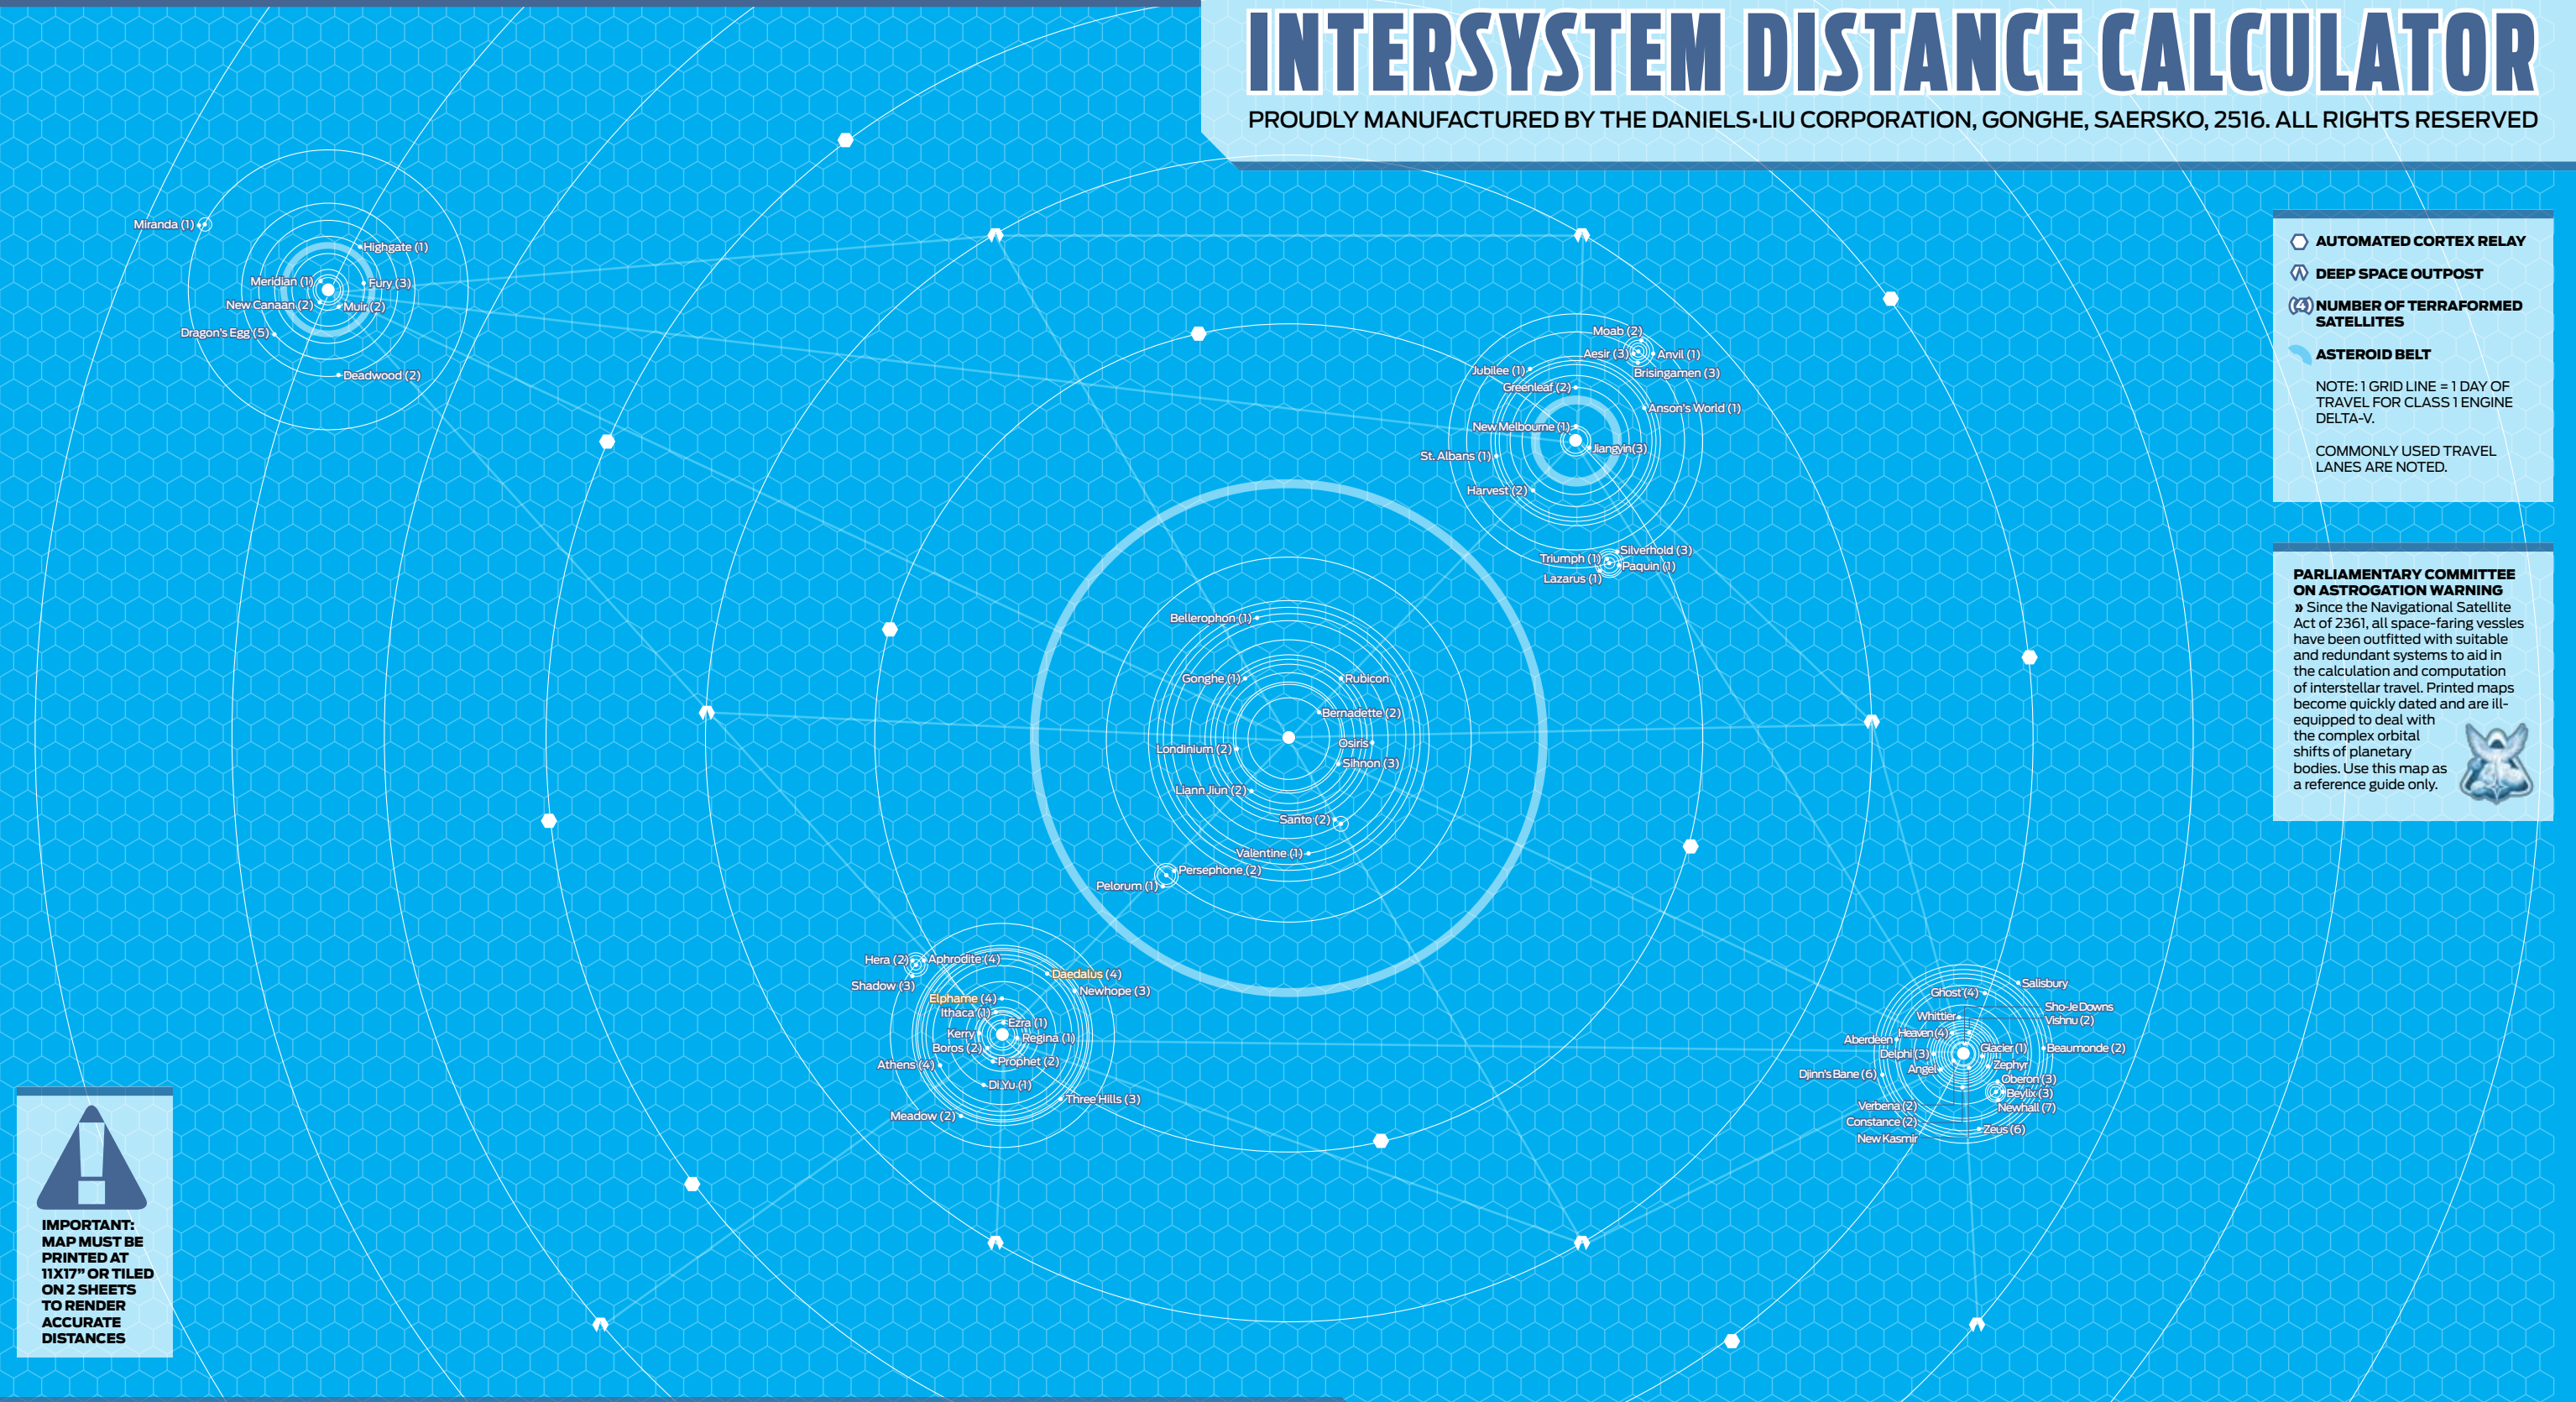 INTERSYSTEM DISTANCE CALCULATOR
PROUDLY MANUFACTURED BY THE DANIELS▪LIU CORPORATION, GONGHE, SAERSKO, 2516. ALL RIGHTS RESERVED
Miranda (1)
Highgate (1)
Meridian (1)
Fury (3)
New Canaan (2)
Muir (2)
Dragon's Egg (5)
Deadwood (2)
Moab (2)
Aesir (3)
Anvil (1)
Brisingamen (3)
Jubilee (1)
Greenleaf (2)
Anson's World (1)
New Melbourne (1)
Jiangyin(3)
St. Albans (1)
Harvest (2)
Silverhold (3)
Triumph (1)
Paquin (1)
Lazarus (1)
Bellerophon (1)
Gonghe (1)
Rubicon
Bernadette (2)
Londinium (2)
Osiris
Sihnon (3)
Liann Jiun (2)
Santo (2)
Valentine (1)
Persephone (2)
Pelorum (1)
Hera (2)
Aphrodite (4)
Shadow (3)
Daedalus (4)
Newhope (3)
Elphame (4)
Ithaca (1)
Ezra (1)
Kerry
Regina (1)
Boros (2)
Prophet (2)
Athens (4)
Di Yu (1)
Three Hills (3)
Meadow (2)
Salisbury
Ghost (4)
Sho-Je Downs
Whittier
Vishnu (2)
Heaven (4)
Aberdeen
Glacier (1)
Beaumonde (2)
Delphi (3)
Zephyr
Angel
Djinn's Bane (6)
Oberon (3)
Beylix (3)
Newhall (7)
Verbena (2)
Constance (2)
Zeus (6)
New Kasmir
AUTOMATED CORTEX RELAY
DEEP SPACE OUTPOST
(4) NUMBER OF TERRAFORMED
SATELLITES
ASTEROID BELT
NOTE: 1 GRID LINE = 1 DAY OF
TRAVEL FOR CLASS 1 ENGINE
DELTA-V.
COMMONLY USED TRAVEL
LANES ARE NOTED.
PARLIAMENTARY COMMITTEE
ON ASTROGATION WARNING
» Since the Navigational Satellite
Act of 2361, all space-faring vessles
have been outfitted with suitable
and redundant systems to aid in
the calculation and computation
of interstellar travel. Printed maps
become quickly dated and are ill-
equipped to deal with
the complex orbital
shifts of planetary
bodies. Use this map as
a reference guide only.
IMPORTANT:
MAP MUST BE
PRINTED AT
11X17" OR TILED
ON 2 SHEETS
TO RENDER
ACCURATE
DISTANCES